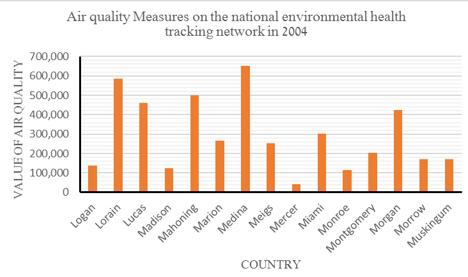 Air quality Measures on the national environmental health
tracking network in 2004
VALUE OF AIR QUALITY
700,000
600,000
500,000
400,000
300,000
200,000
100,000
0
Logan
Lorain
Lucas
Madison
Mahoning
Marion
Medina
Meigs
Mercer
Miami
Monroe
Montgomery
Morgan
Morrow
Muskingum
COUNTRY